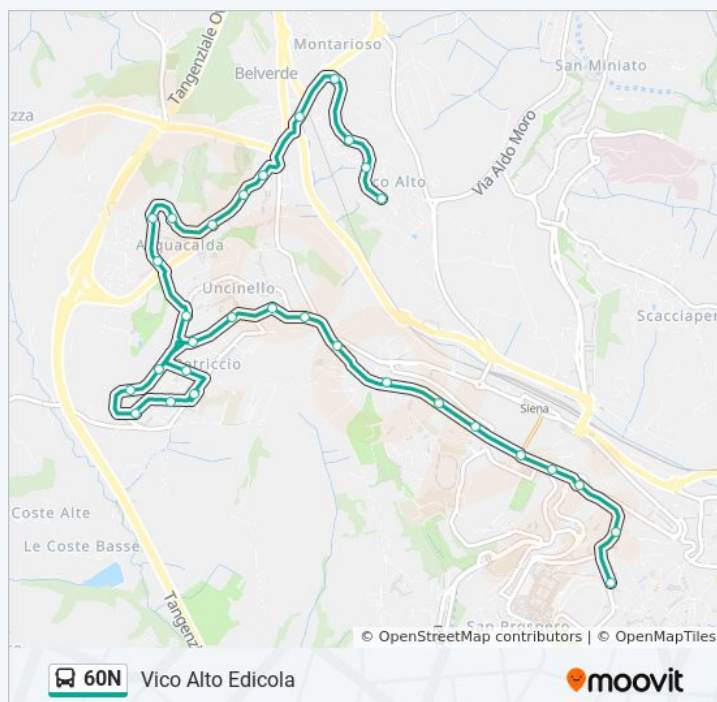 Montarioso
Belverde
San Miniato
Tangenziale O
zza
Via Aldo Moro
co Alto
Acquacalda
Uncinello
Scacciaper
etriccio
Siena
Coste Alte
Le Coste Basse
Tangenzi
San Prospero
© OpenStreetMap contributors | © OpenMapTiles
60N Vico Alto Edicola
moovit